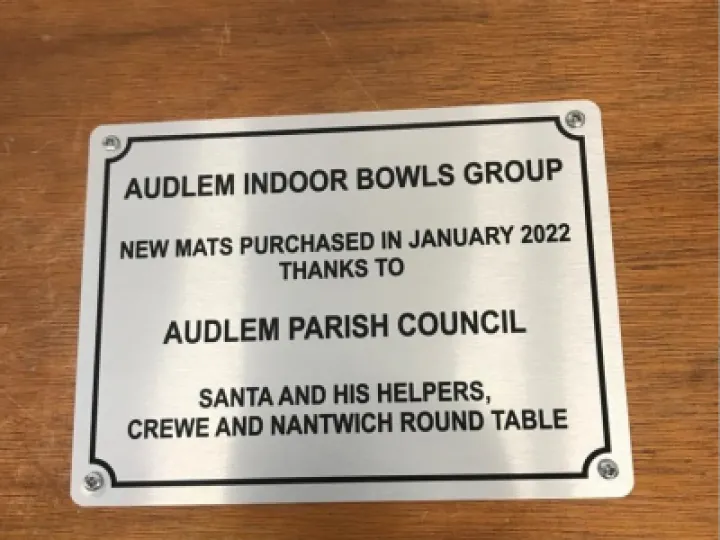 AUDLEM INDOOR BOWLS GROUP
NEW MATS PURCHASED IN JANUARY 2022
THANKS TO
AUDLEM PARISH COUNCIL
SANTA AND HIS HELPERS,
CREWE AND NANTWICH ROUND TABLE